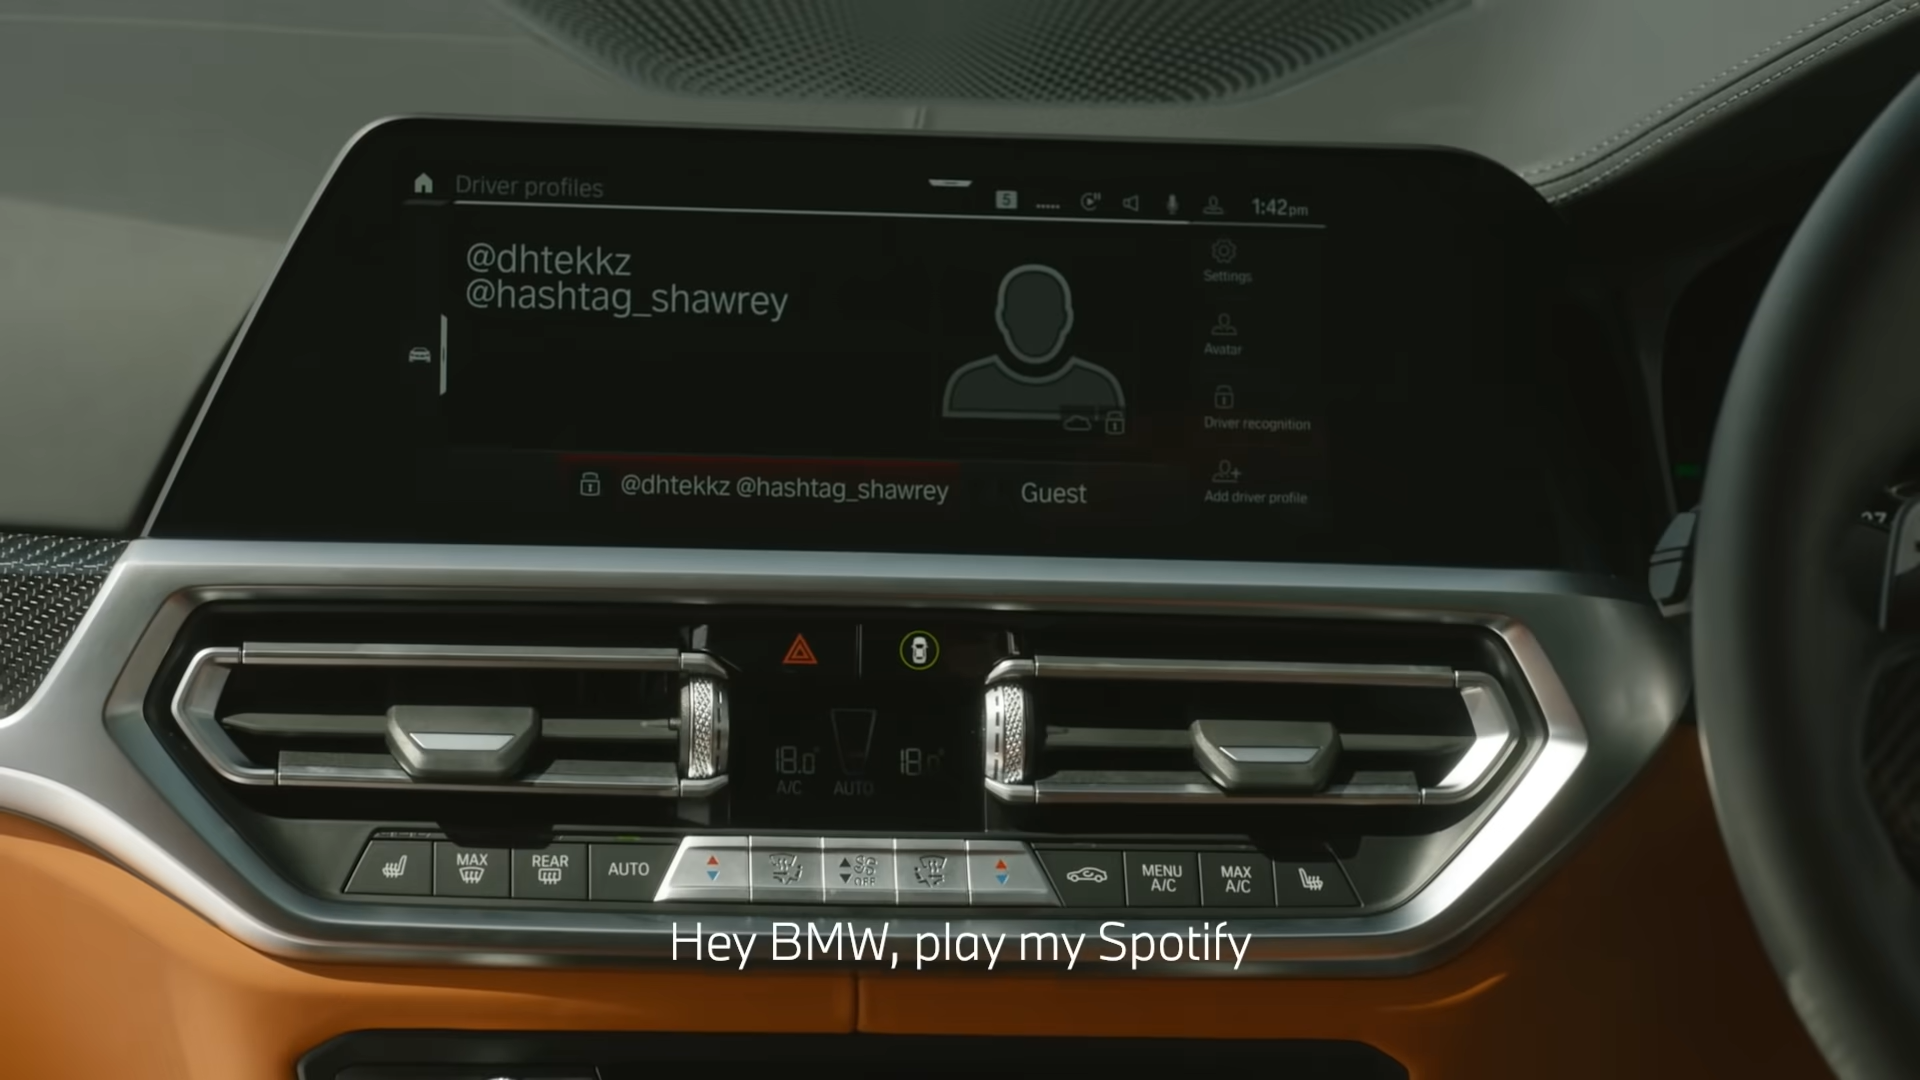 Driver profiles
5
1:42pm
@dhtekkz
@hashtag_shawrey
Settings
Avatar
Driver recognition
Add driver profile
@dhtekkz @hashtag_shawrey
Guest
18.0°
A/C
AUTO
MAX
REAR
AUTO
OFF
MENU
A/C
MAX
A/C
Hey BMW, play my Spotify